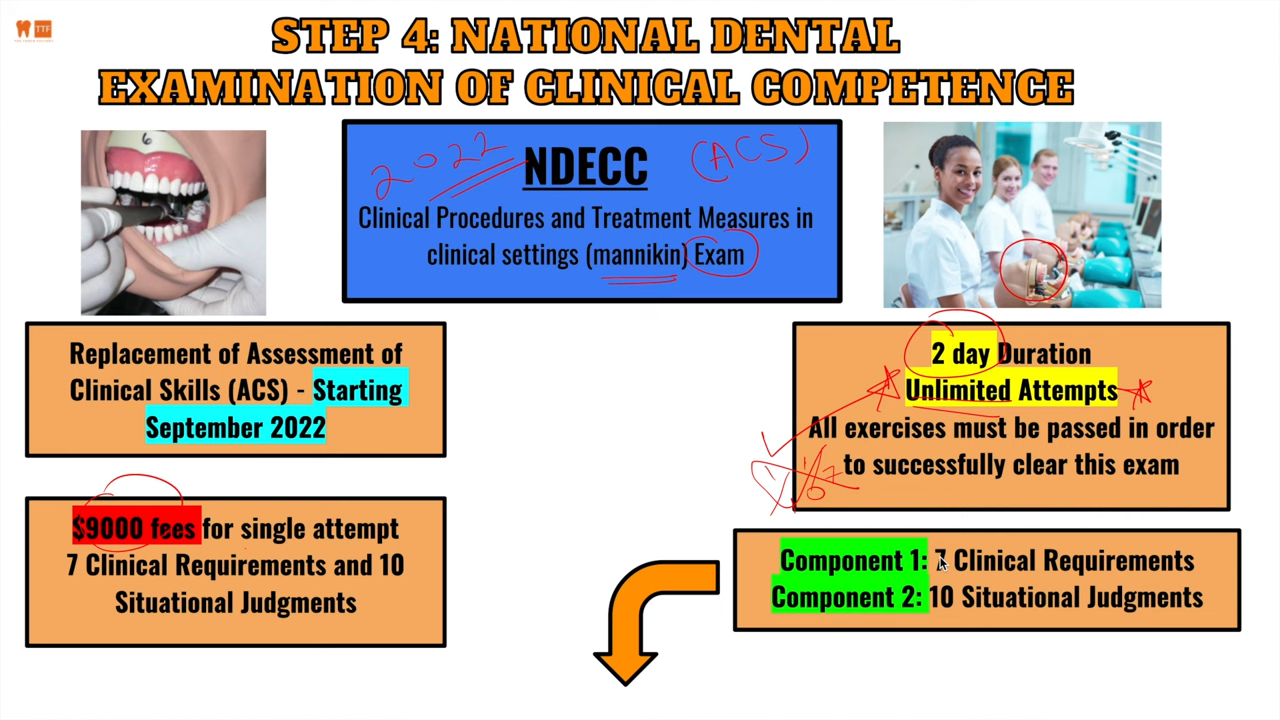 TTF
STEP 4: NATIONAL DENTAL
EXAMINATION OF CLINICAL COMPETENCE
6
2022
NDECC
(ACS)
Clinical Procedures and Treatment Measures in
clinical settings (mannikin) Exam
Replacement of Assessment of
Clinical Skills (ACS) - Starting
September 2022
$9000 fees for single attempt
7 Clinical Requirements and 10
Situational Judgments
2 day Duration
Unlimited Attempts
All exercises must be passed in order
to successfully clear this exam
Component 1: 7 Clinical Requirements
Component 2: 10 Situational Judgments